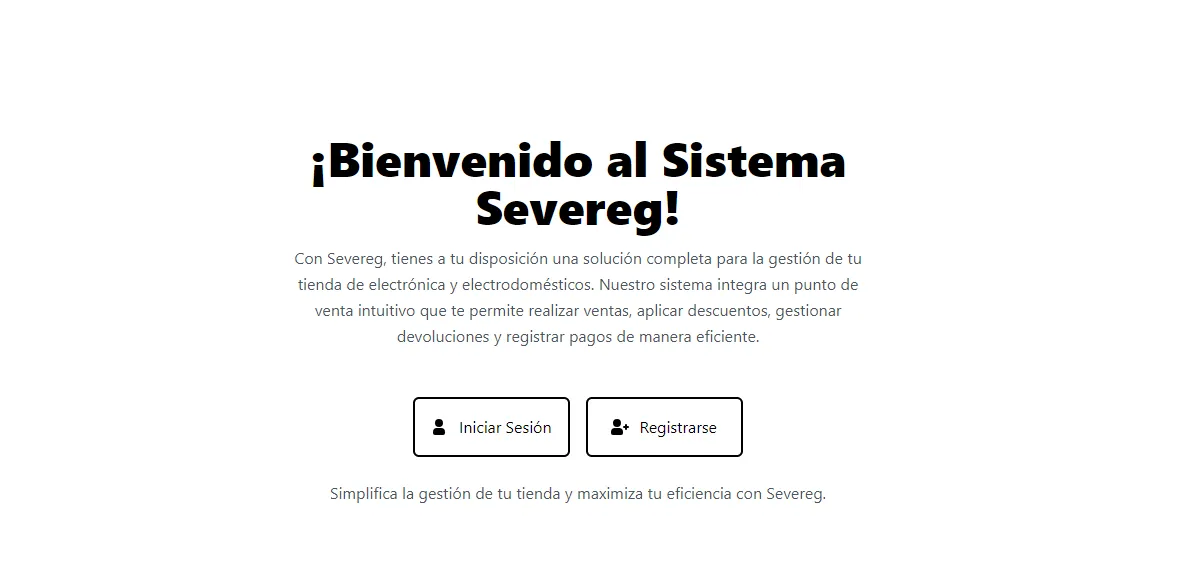 ¡Bienvenido al Sistema
Severeg!
Con Severeg, tienes a tu disposición una solución completa para la gestión de tu
tienda de electrónica y electrodomésticos. Nuestro sistema integra un punto de
venta intuitivo que te permite realizar ventas, aplicar descuentos, gestionar
devoluciones y registrar pagos de manera eficiente.
Iniciar Sesión
Registrarse
Simplifica la gestión de tu tienda y maximiza tu eficiencia con Severeg.